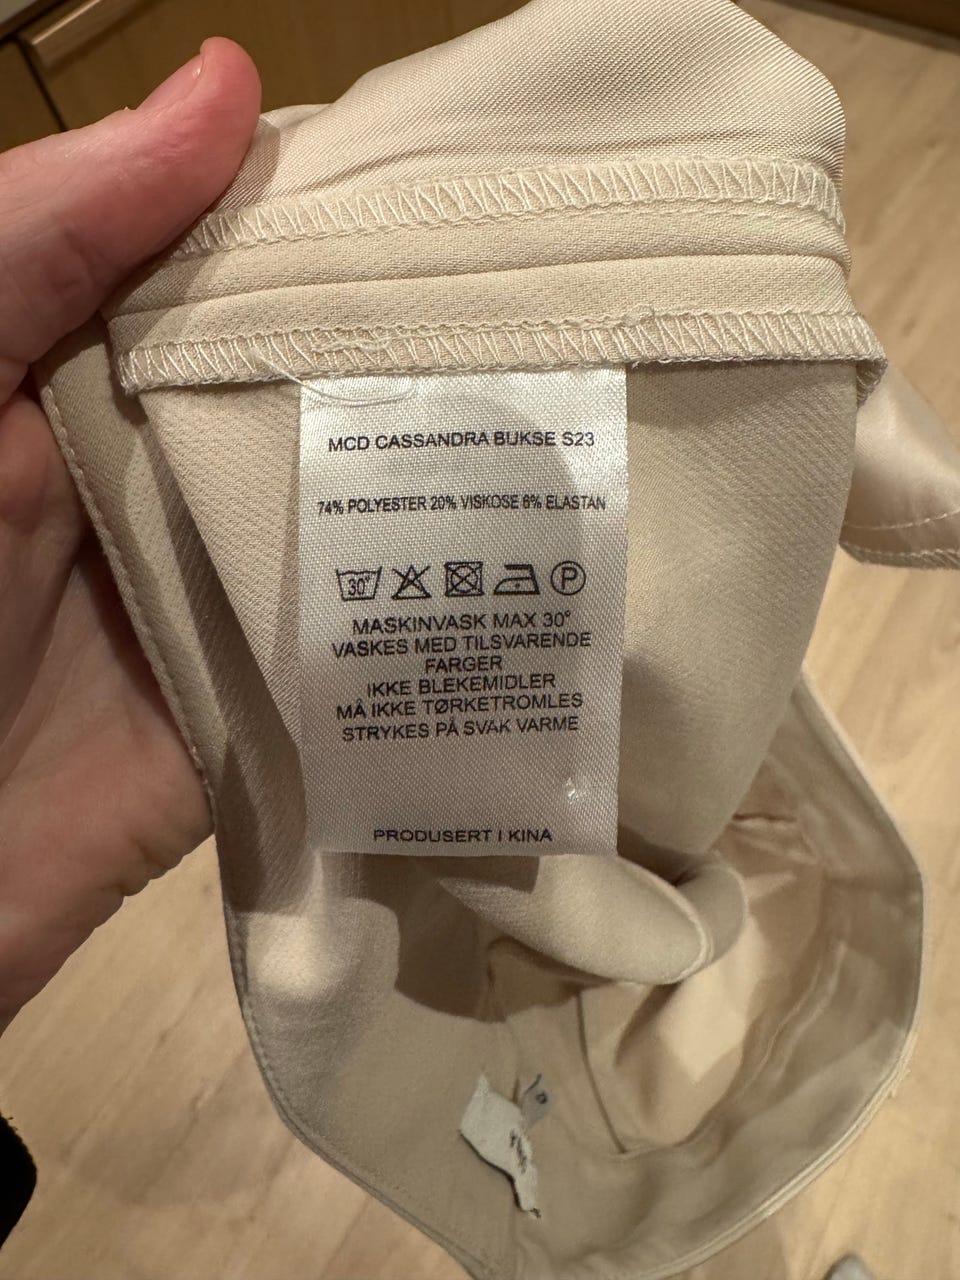 MCD CASSANDRA BUKSE S23
74% POLYESTER 20% VISKOSE 6% ELASTAN
30° P
MASKINVASK MAX 30°
VASKES MED TILSVARENDE
FARGER
IKKE BLEKEMIDLER
MÅ IKKE TØRKETROMLES
STRYKES PÅ SVAK VARME
PRODUSERT I KINA